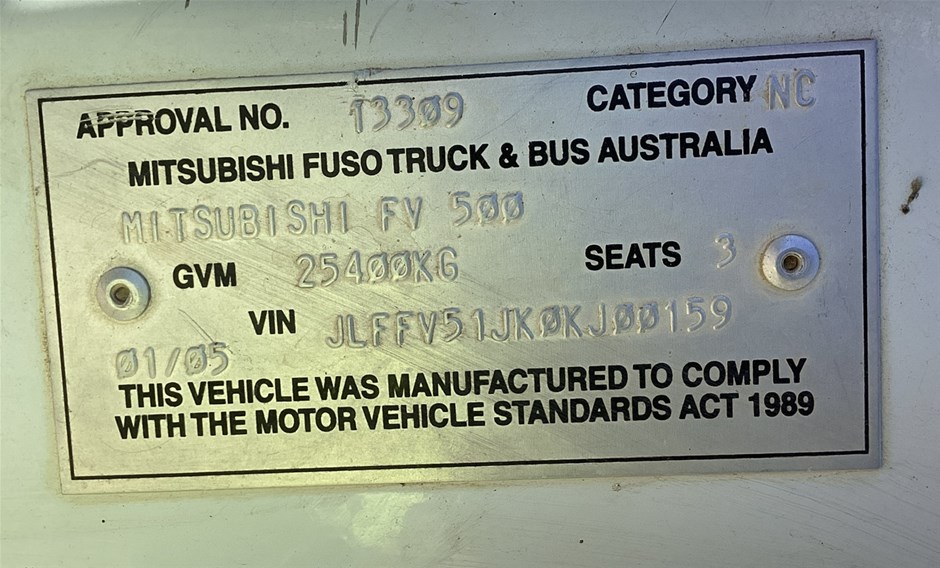 APPROVAL NO. 13309 CATEGORY NC
MITSUBISHI FUSO TRUCK & BUS AUSTRALIA
MITSUBISHI FV 500
GVM 25400KG SEATS 3
VIN JLFFV51JK0KJ00159
01/05
THIS VEHICLE WAS MANUFACTURED TO COMPLY
WITH THE MOTOR VEHICLE STANDARDS ACT 1989